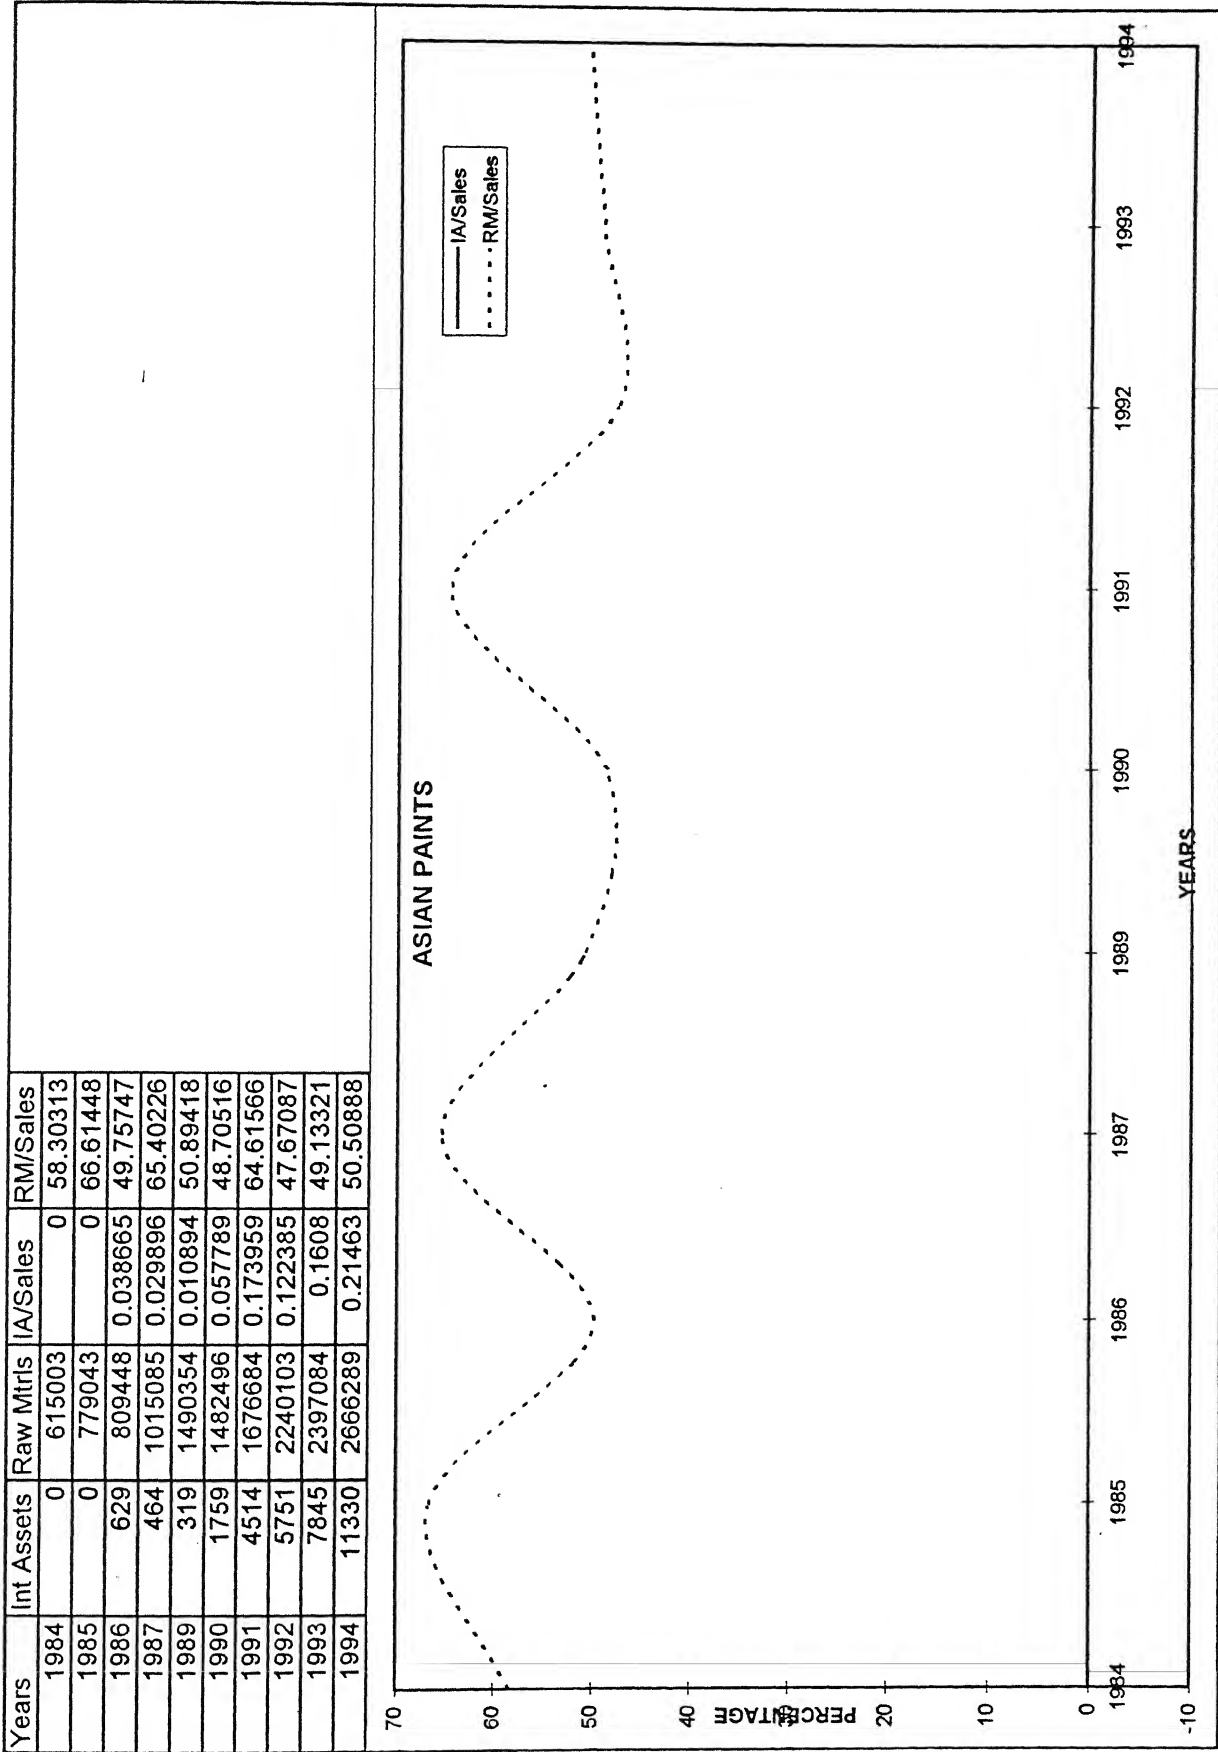 Years Int Assets Raw Mtrls IA/Sales RM/Sales
1984 0 615003 0 58.30313
1985 0 779043 0 66.61448
1986 629 809448 0.038665 49.75747
1987 464 1015085 0.029896 65.40226
1989 319 1490354 0.010894 50.89418
1990 1759 1482496 0.057789 48.70516
1991 4514 1676684 0.173959 64.61566
1992 5751 2240103 0.122385 47.67087
1993 7845 2397084 0.1608 49.13321
1994 11330 2666289 0.21463 50.50888
ASIAN PAINTS
IA/Sales
RM/Sales
70
60
50
40
30
20
10
0
-10
PERCENTAGE
1984 1985 1986 1987 1989 1990 1991 1992 1993 1994
YEARS